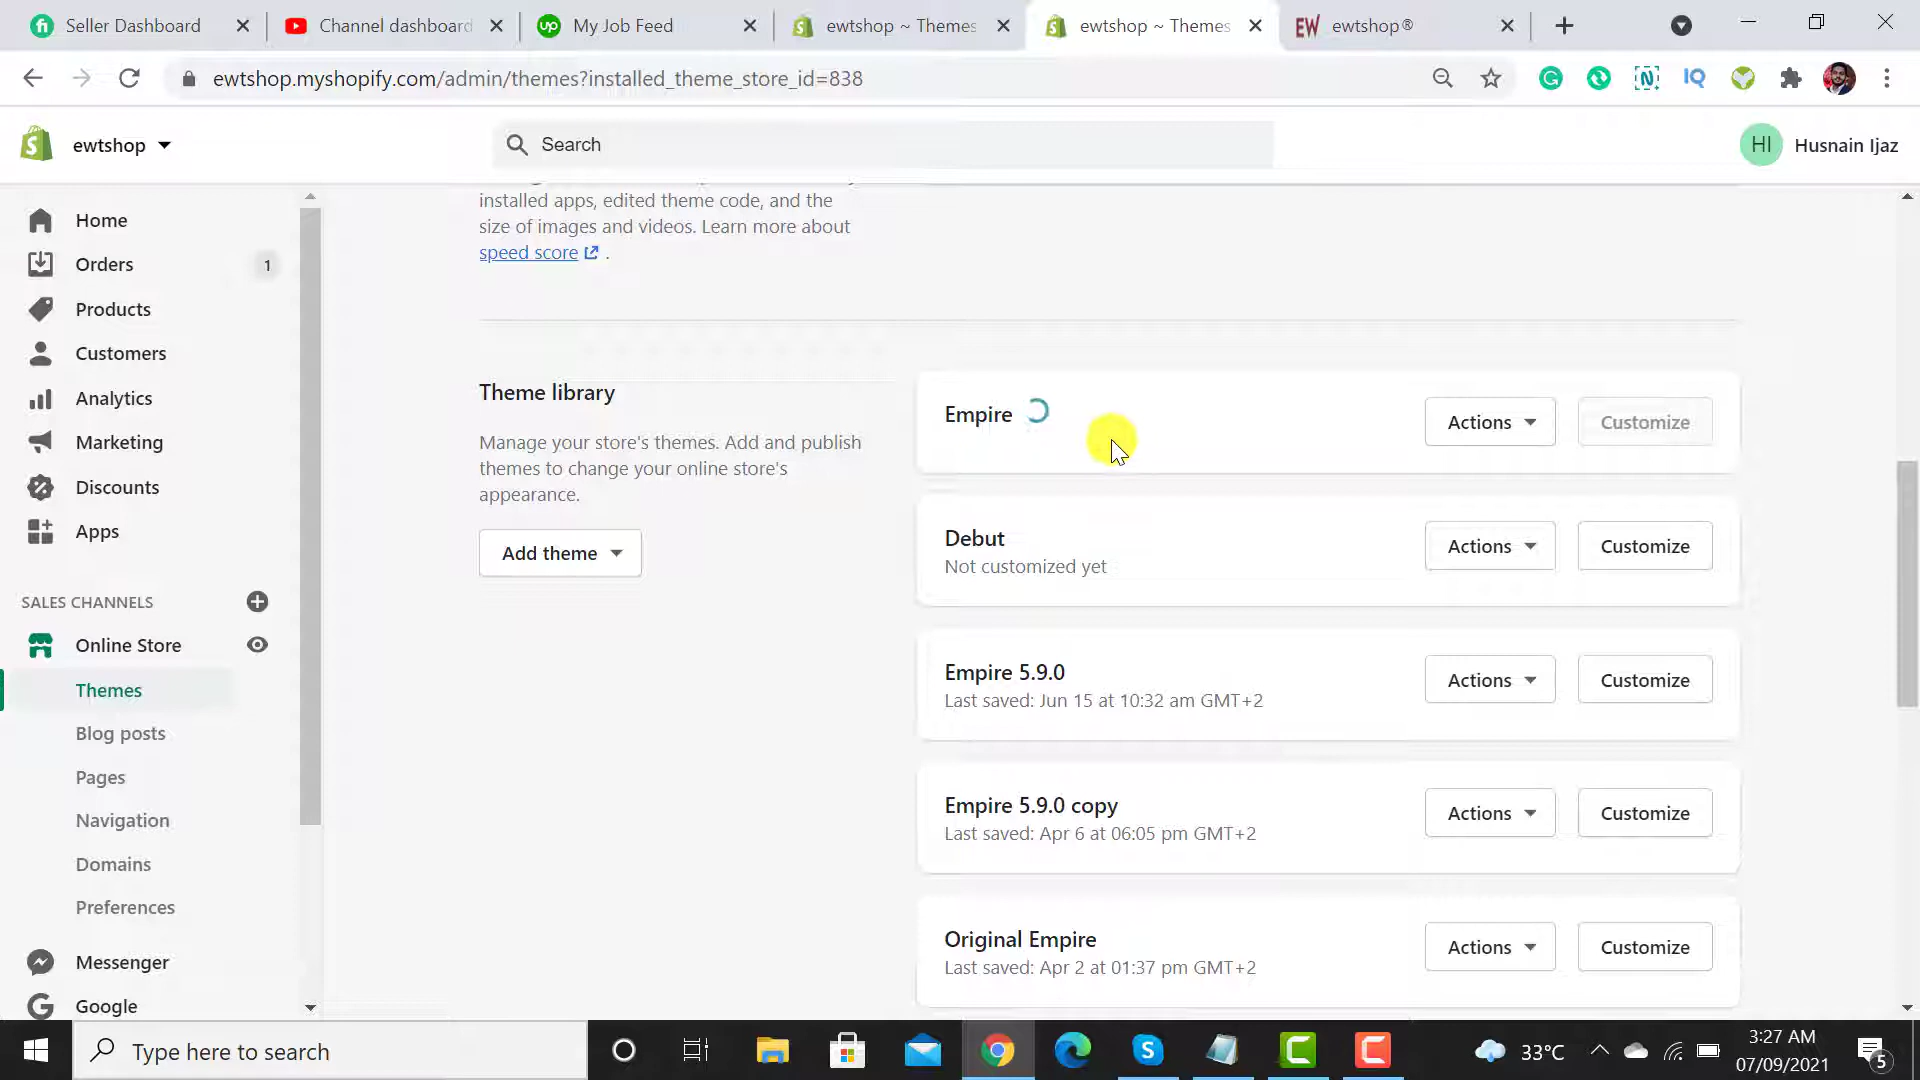 Seller Dashboard
Channel dashboard
My Job Feed
ewtshop ~ Themes
ewtshop ~ Themes
EW ewtshop®
ewtshop.myshopify.com/admin/themes?installed_theme_store_id=838
ewtshop
Search
HI Husnain Ijaz
Home
Orders 1
Products
Customers
Analytics
Marketing
Discounts
Apps
SALES CHANNELS
Online Store
Themes
Blog posts
Pages
Navigation
Domains
Preferences
Messenger
Google
installed apps, edited theme code, and the
size of images and videos. Learn more about
speed score .
Theme library
Manage your store's themes. Add and publish
themes to change your online store's
appearance.
Add theme
Empire
Actions Customize
Debut
Not customized yet
Actions Customize
Empire 5.9.0
Last saved: Jun 15 at 10:32 am GMT+2
Actions Customize
Empire 5.9.0 copy
Last saved: Apr 6 at 06:05 pm GMT+2
Actions Customize
Original Empire
Last saved: Apr 2 at 01:37 pm GMT+2
Actions Customize
Type here to search
33°C
3:27 AM
07/09/2021
5